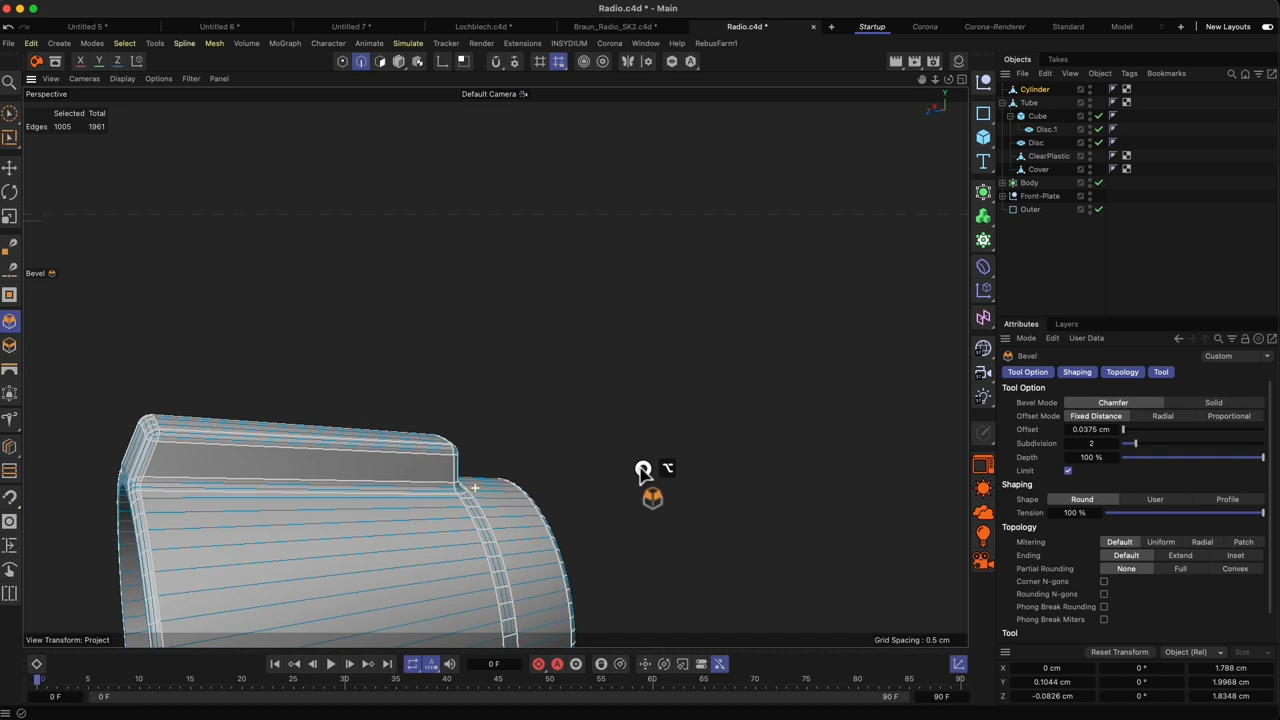 Radio.c4d * - Main
Untitled 5 * Untitled 6 * Untitled 7 * Lochblech.c4d * Braun_Radio_SK2.c4d * Radio.c4d * Startup Corona Corona-Renderer Standard Model New Layouts
File Edit Create Modes Select Tools Spline Mesh Volume MoGraph Character Animate Simulate Tracker Render Extensions INSYDIUM Corona Window Help RebusFarm1
X Y Z
Objects Takes
View Cameras Display Options Filter Panel
File Edit View Object Tags Bookmarks
Perspective
Default Camera
Y
X
Z
Selected Total
Edges 1005 1961
Cylinder
Tube
Cube
Disc.1
Disc
ClearPlastic
Cover
Body
Front-Plate
Outer
Bevel
Attributes Layers
Mode Edit User Data
Bevel Custom
Tool Option Shaping Topology Tool
Tool Option
Bevel Mode Chamfer Solid
Offset Mode Fixed Distance Radial Proportional
Offset 0.0375 cm
Subdivision 2
Depth 100 %
Limit
Shaping
Shape Round User Profile
Tension 100 %
Topology
Mitering Default Uniform Radial Patch
Ending Default Extend Inset
Partial Rounding None Full Convex
Corner N-gons
Rounding N-gons
Phong Break Rounding
Phong Break Miters
Tool
View Transform: Project
Grid Spacing : 0.5 cm
Reset Transform Object (Rel) Size
0 F
X 0 cm 0 ° 1.788 cm
Y 0.1044 cm 0 ° 1.9968 cm
Z -0.0826 cm 0 ° 1.8348 cm
0 5 10 15 20 25 30 35 40 45 50 55 60 65 70 75 80 85 90
0 F 0 F 90 F 90 F